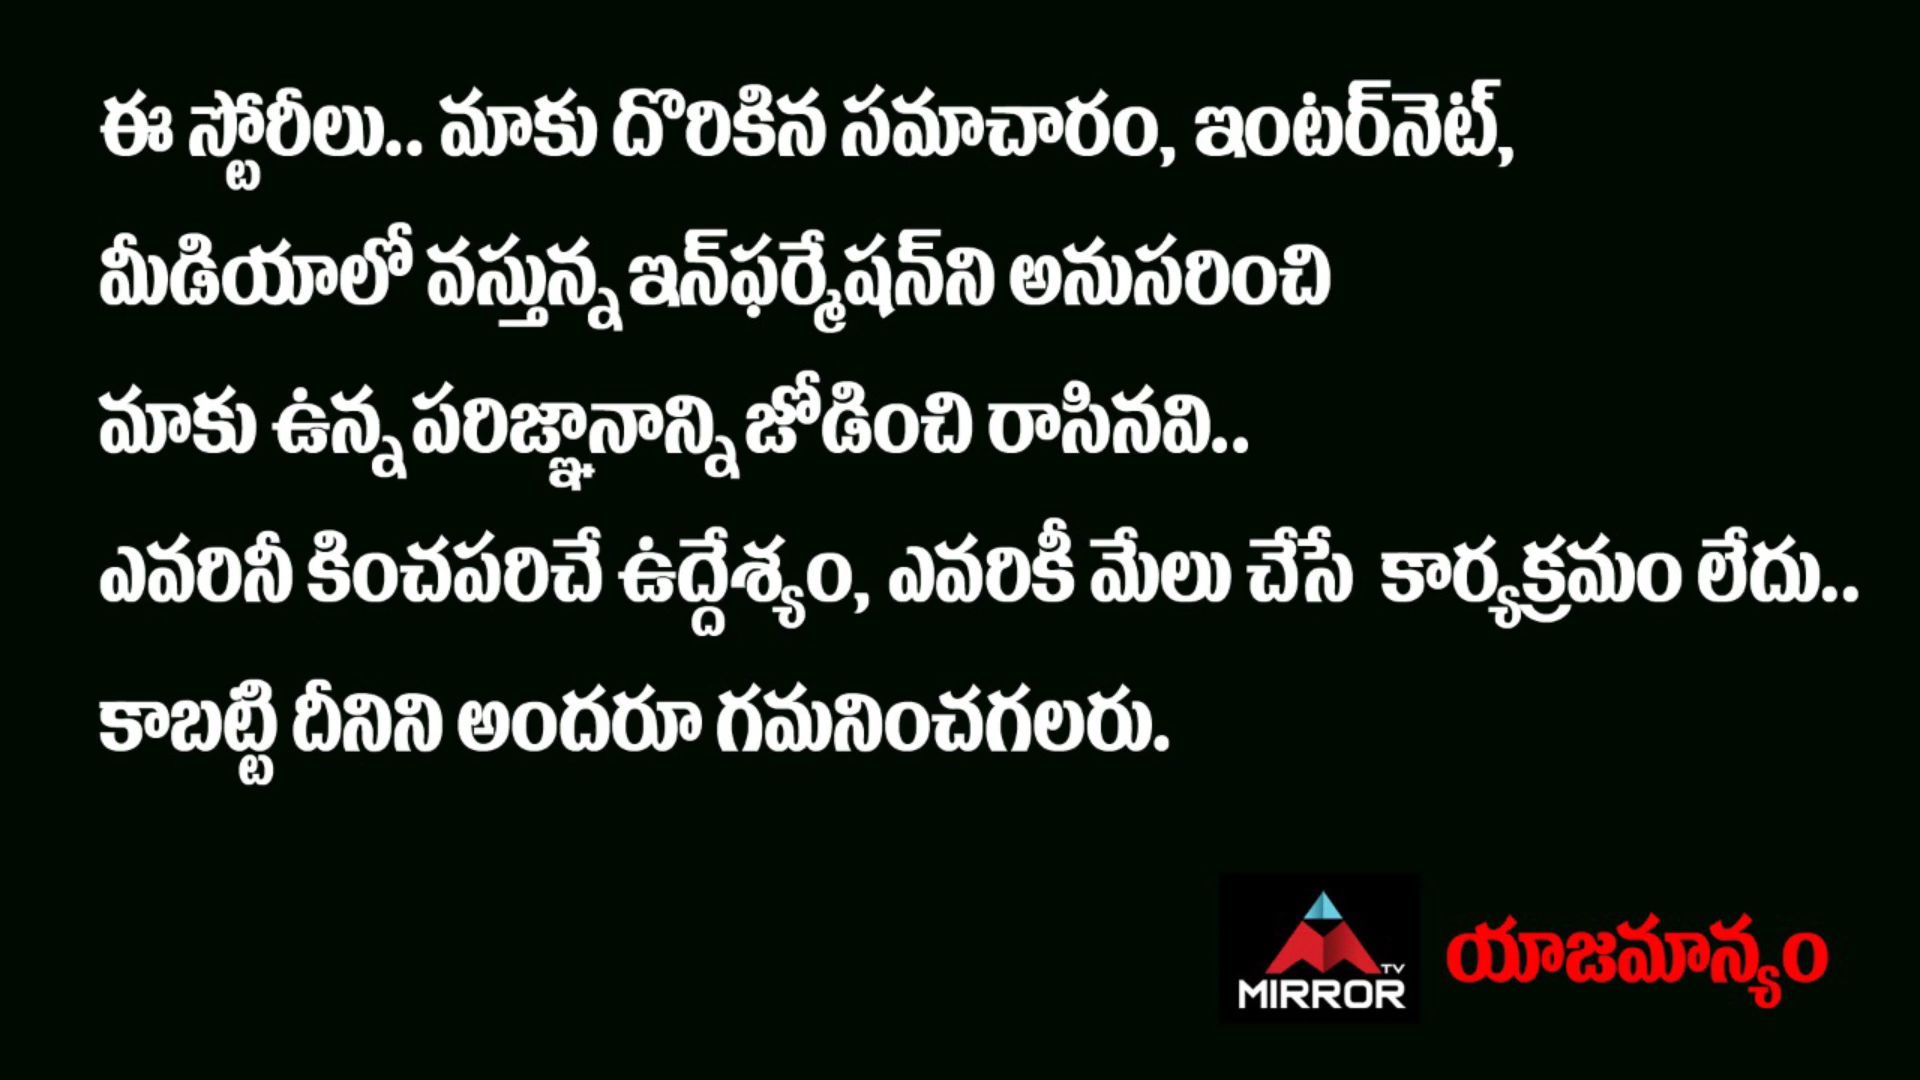 ఈ స్టోరీలు.. మాకు దొరికిన సమాచారం, ఇంటర్‌నెట్,
మీడియాలో వస్తున్న ఇన్‌ఫర్మేషన్‌ని అనుసరించి
మాకు ఉన్న పరిజ్ఞానాన్ని జోడించి రాసినవి..
ఎవరినీ కించపరిచే ఉద్దేశ్యం, ఎవరికీ మేలు చేసే కార్యక్రమం లేదు..
కాబట్టి దీనిని అందరూ గమనించగలరు.
MIRROR TV యాజమాన్యం